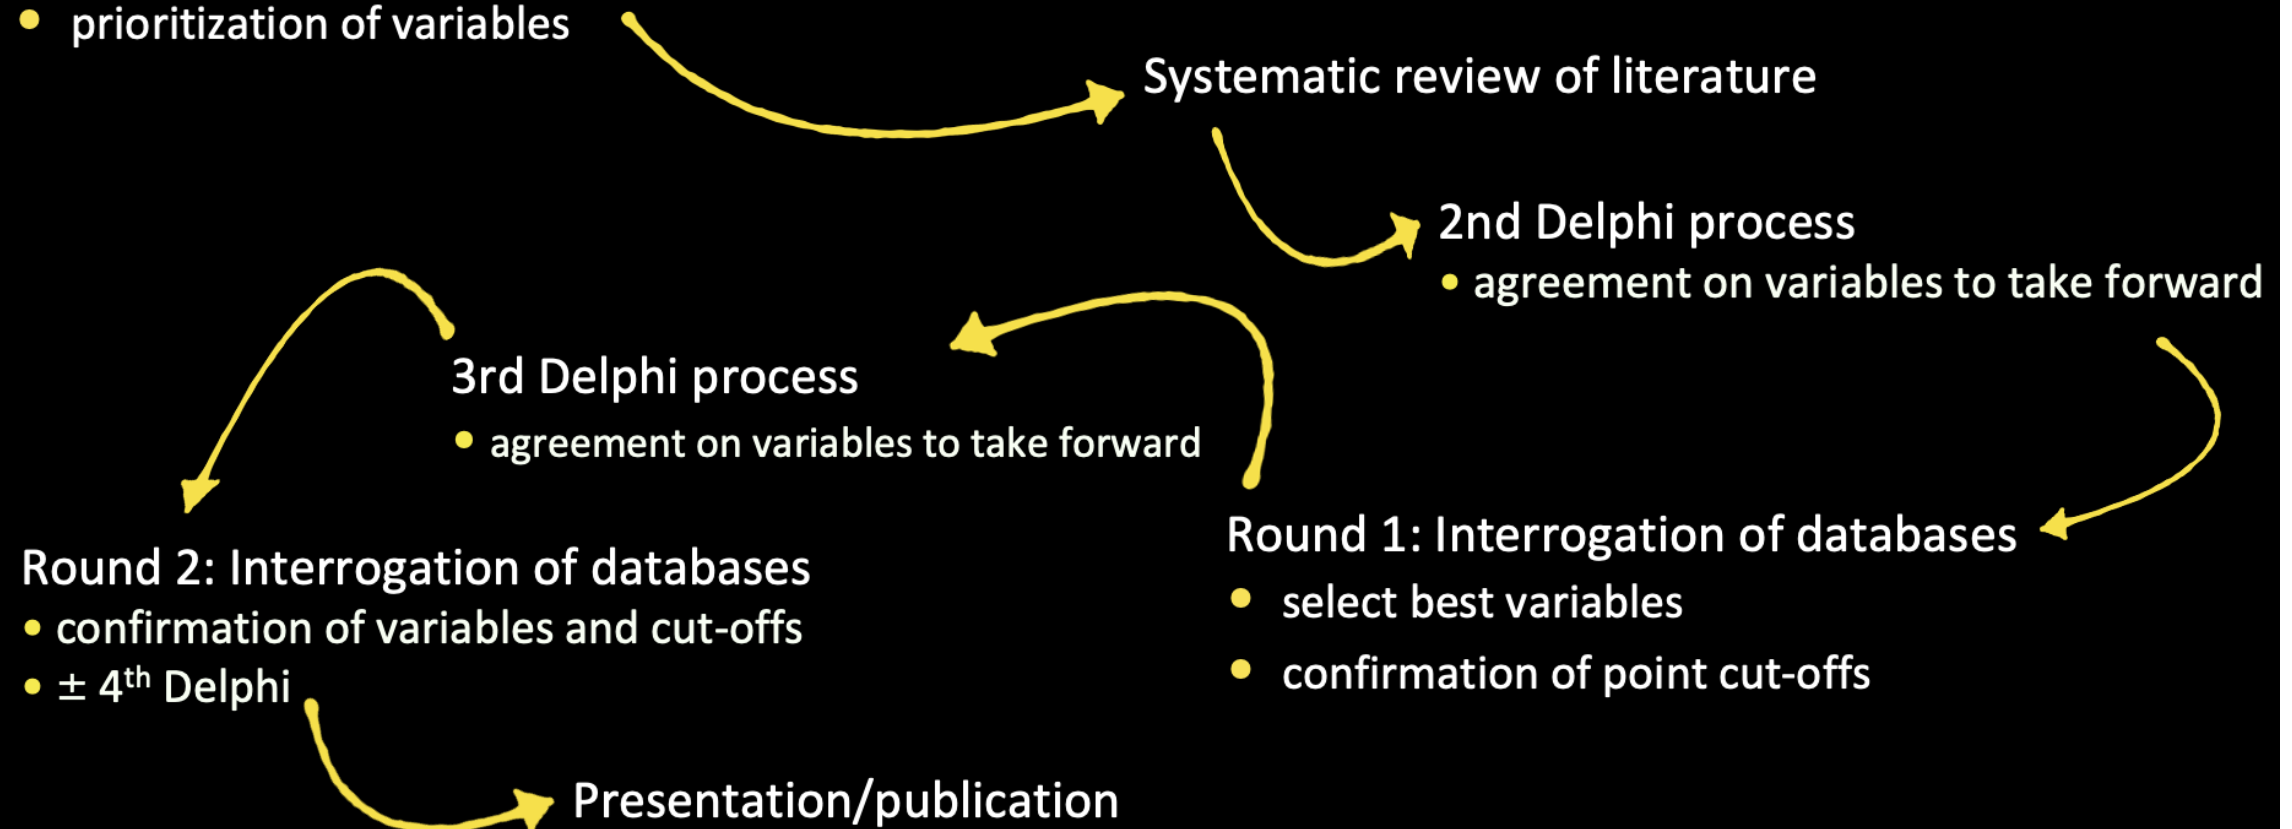 • prioritization of variables
Systematic review of literature
2nd Delphi process
• agreement on variables to take forward
3rd Delphi process
• agreement on variables to take forward
Round 1: Interrogation of databases
• select best variables
• confirmation of point cut-offs
Round 2: Interrogation of databases
• confirmation of variables and cut-offs
• ± 4th Delphi
Presentation/publication